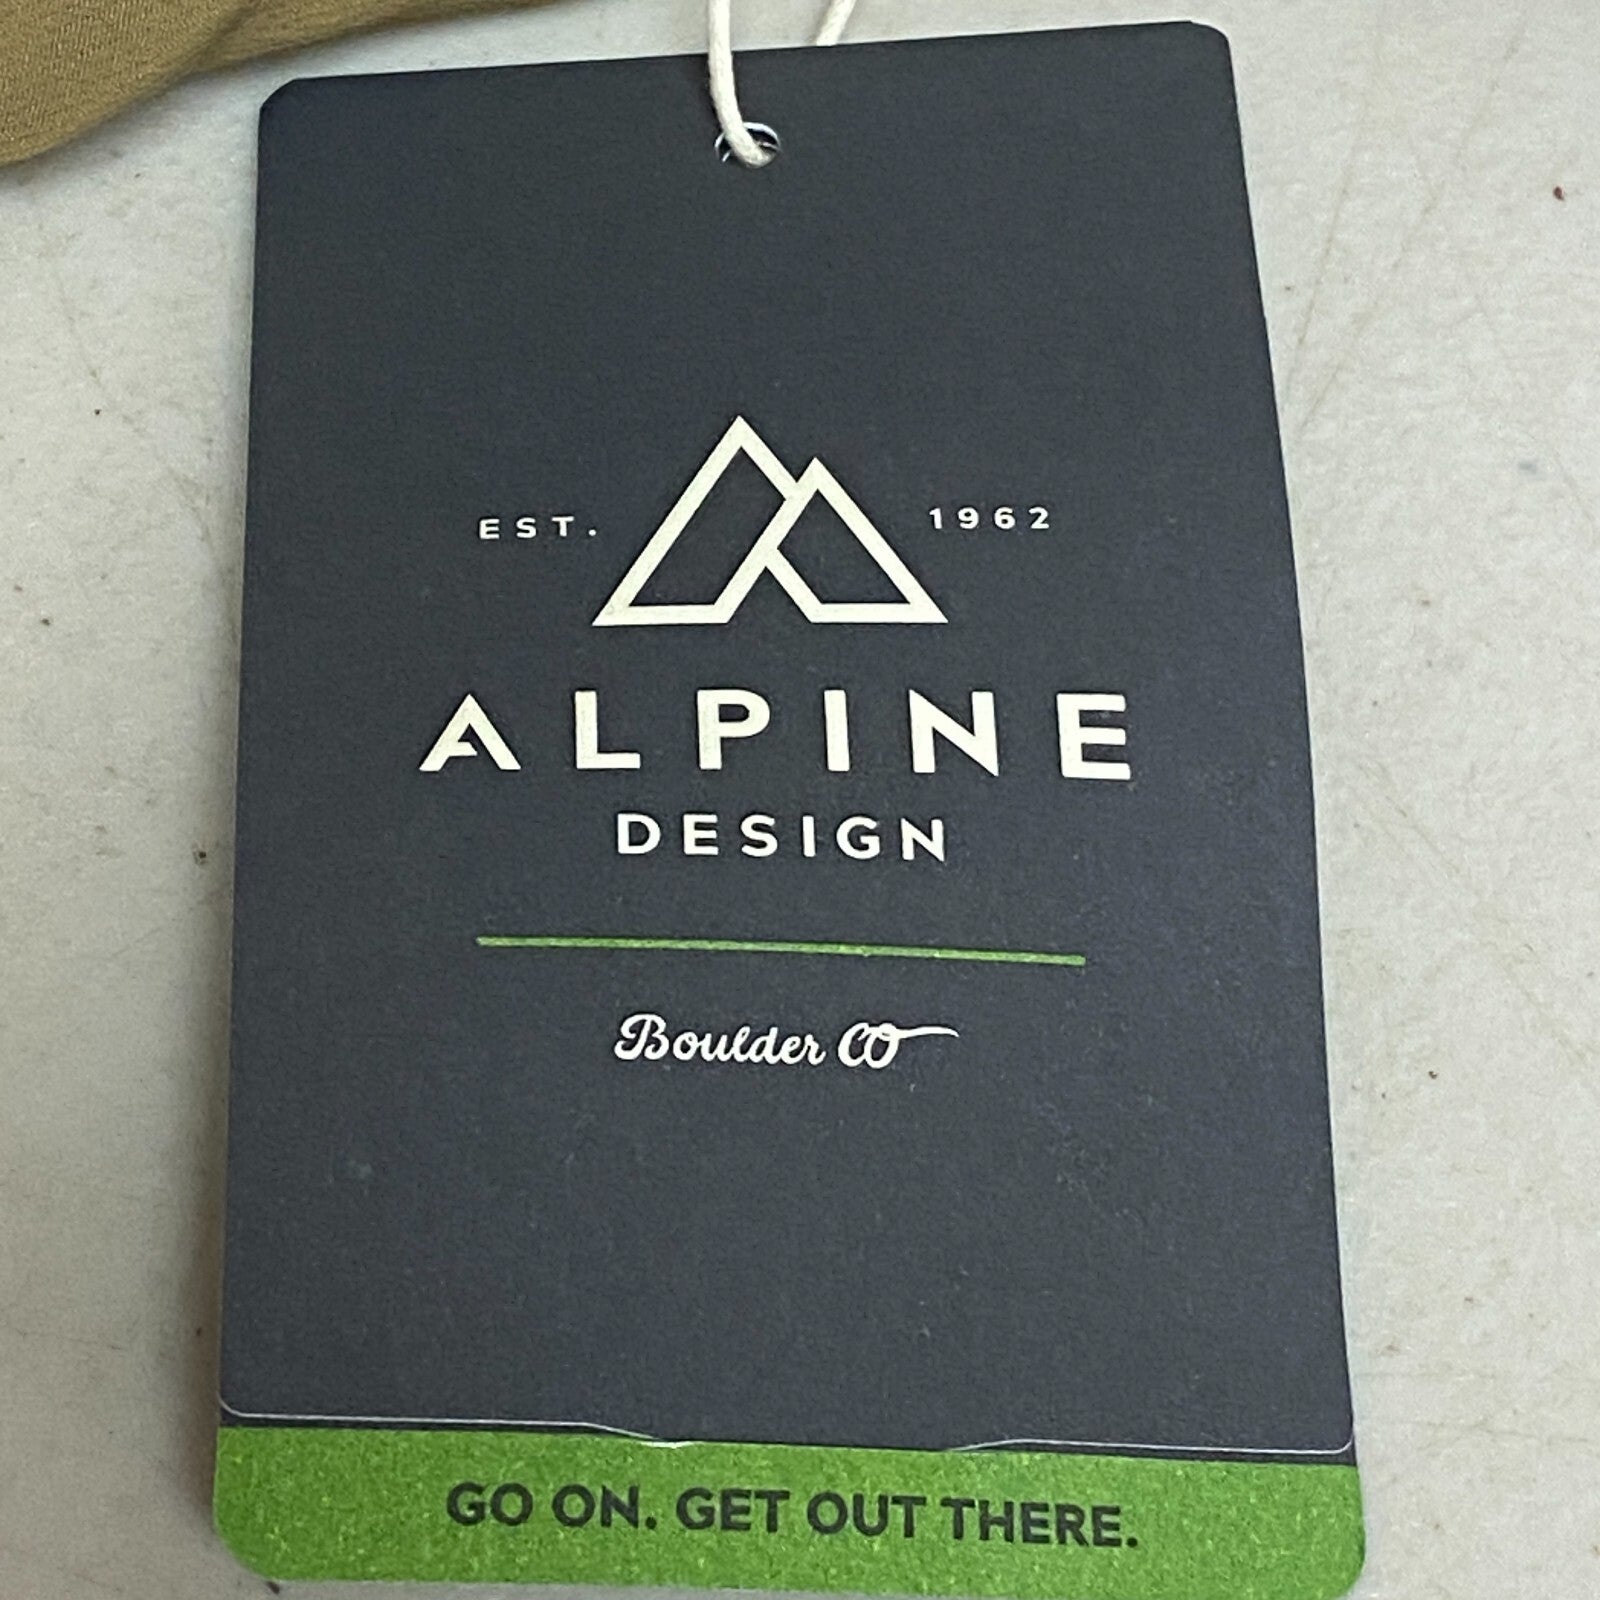 EST. 1962
ALPINE
DESIGN
Boulder CO
GO ON. GET OUT THERE.